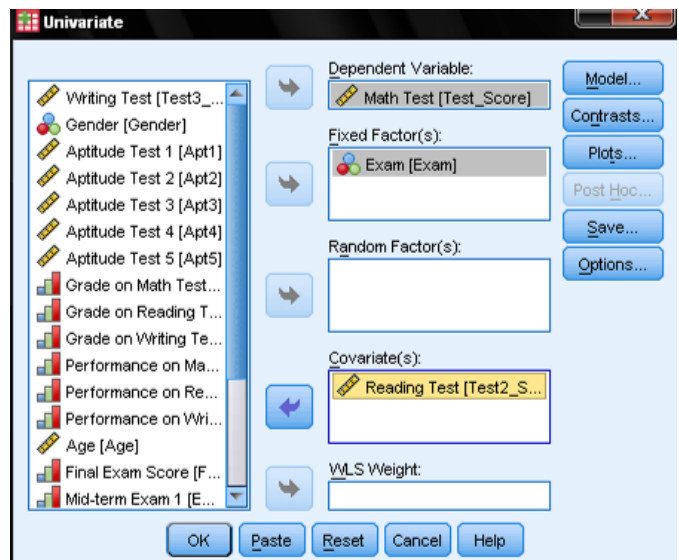 Univariate
Writing Test [Test3_...
Gender [Gender]
Aptitude Test 1 [Apt1]
Aptitude Test 2 [Apt2]
Aptitude Test 3 [Apt3]
Aptitude Test 4 [Apt4]
Aptitude Test 5 [Apt5]
Grade on Math Test...
Grade on Reading T...
Grade on Writing Te...
Performance on Ma...
Performance on Re...
Performance on Wri...
Age [Age]
Final Exam Score [F...
Mid-term Exam 1 [E...
Dependent Variable:
Math Test [Test_Score]
Fixed Factor(s):
Exam [Exam]
Random Factor(s):
Covariate(s):
Reading Test [Test2_S...
WLS Weight:
Model...
Contrasts...
Plots...
Post Hoc...
Save...
Options...
OK Paste Reset Cancel Help